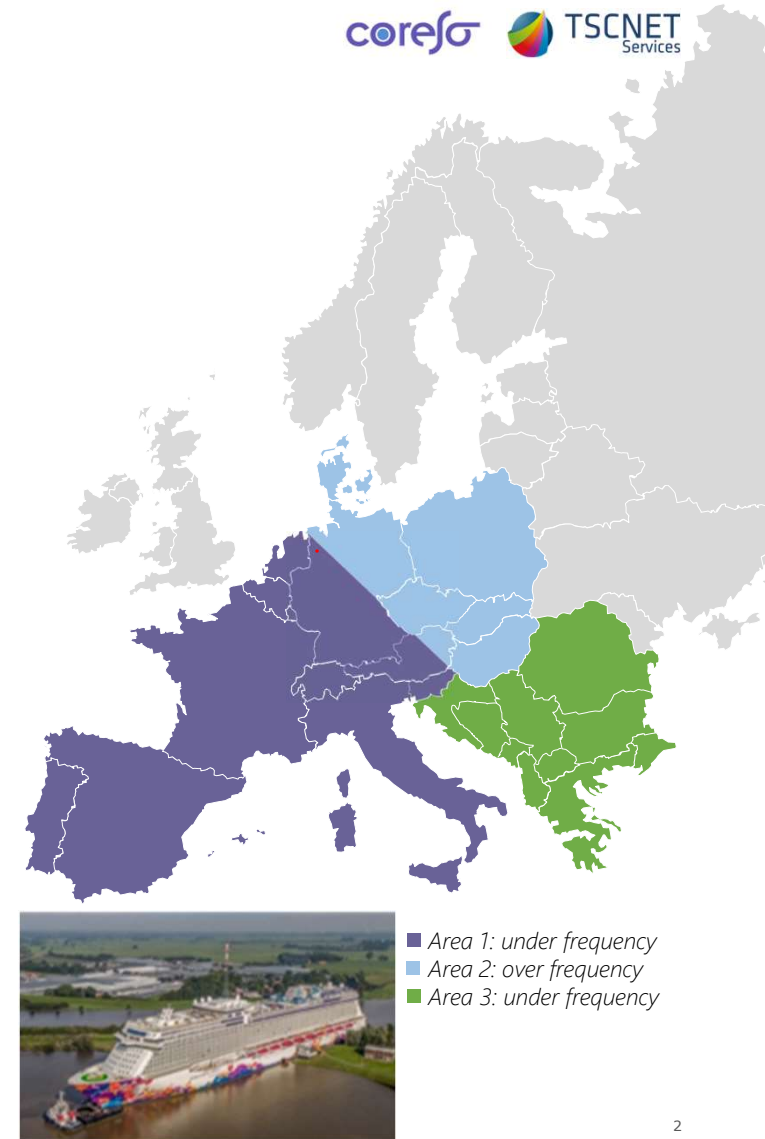 coreso
TSCNET
Services
Area 1: under frequency
Area 2: over frequency
Area 3: under frequency
2